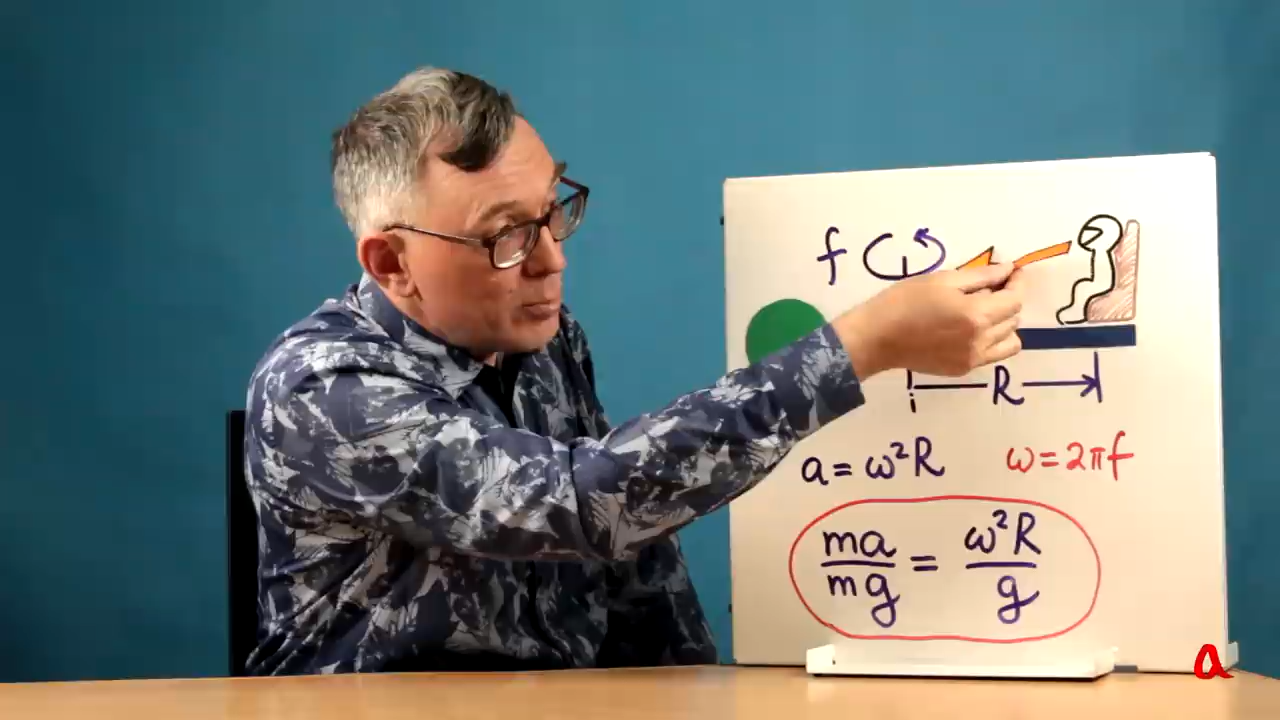 f
R
a = ω²R ω = 2πf
ma/mg = ω²R/g
a